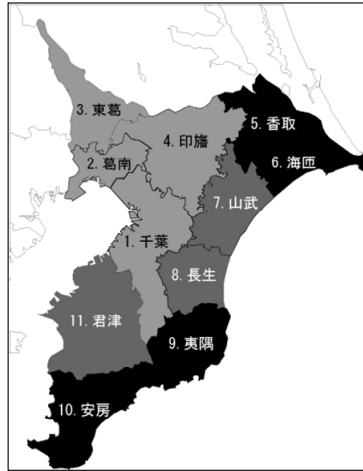 3. 東葛
4. 印旛
5. 香取
2. 葛南
6. 海匝
7. 山武
1. 千葉
8. 長生
11. 君津
9. 夷隅
10. 安房